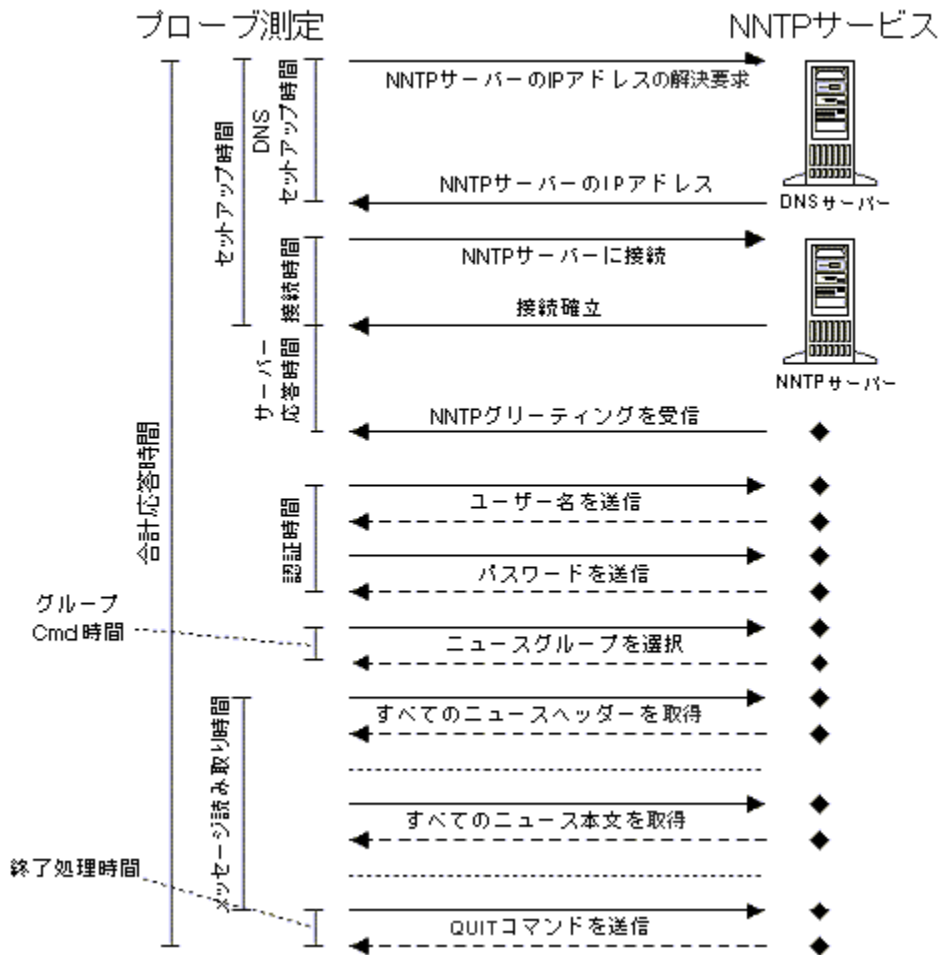 プローブ測定
NNTPサービス
NNTPサーバーのIPアドレスの解決要求
DNS
セットアップ時間
セットアップ時間
NNTPサーバーのIPアドレス
DNSサーバー
NNTPサーバーに接続
接続時間
接続確立
NNTPサーバー
サーバー
応答時間
NNTPグリーティングを受信
合計応答時間
ユーザー名を送信
認証時間
パスワードを送信
グループ
Cmd時間
ニュースグループを選択
すべてのニュースヘッダーを取得
メッセージ読み取り時間
すべてのニュース本文を取得
終了処理時間
QUITコマンドを送信